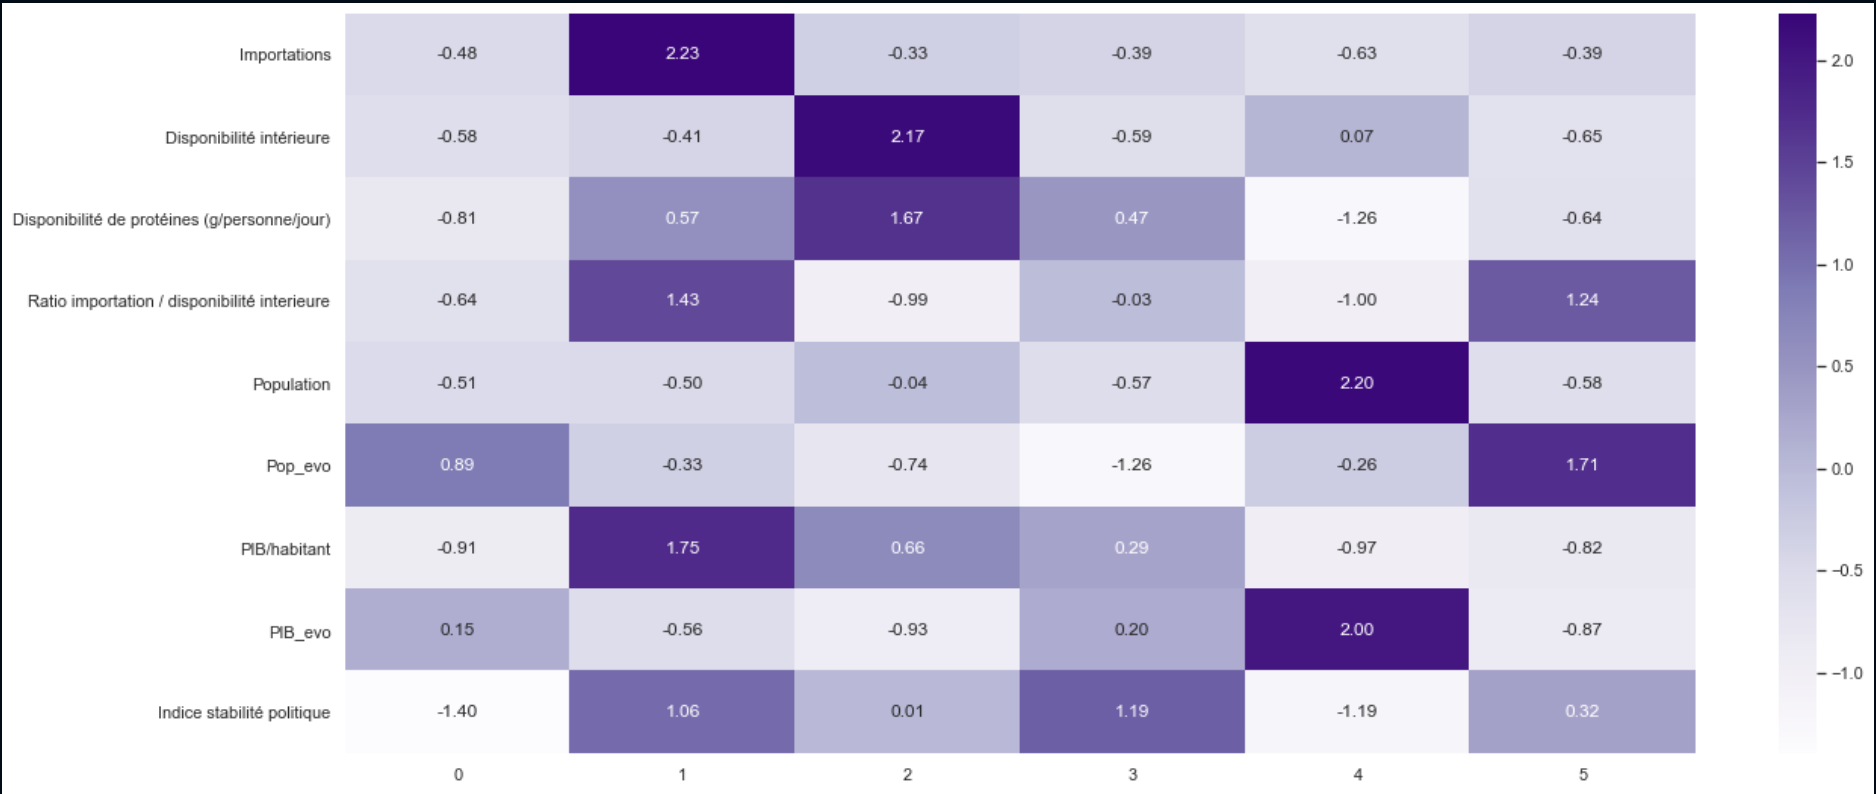 Importations -0.48 2.23 -0.33 -0.39 -0.63 -0.39
Disponibilité intérieure -0.58 -0.41 2.17 -0.59 0.07 -0.65
Disponibilité de protéines (g/personne/jour) -0.81 0.57 1.67 0.47 -1.26 -0.64
Ratio importation / disponibilité interieure -0.64 1.43 -0.99 -0.03 -1.00 1.24
Population -0.51 -0.50 -0.04 -0.57 2.20 -0.58
Pop_evo 0.89 -0.33 -0.74 -1.26 -0.26 1.71
PIB/habitant -0.91 1.75 0.66 0.29 -0.97 -0.82
PIB_evo 0.15 -0.56 -0.93 0.20 2.00 -0.87
Indice stabilité politique -1.40 1.06 0.01 1.19 -1.19 0.32
0 1 2 3 4 5
2.0
1.5
1.0
0.5
0.0
−0.5
−1.0